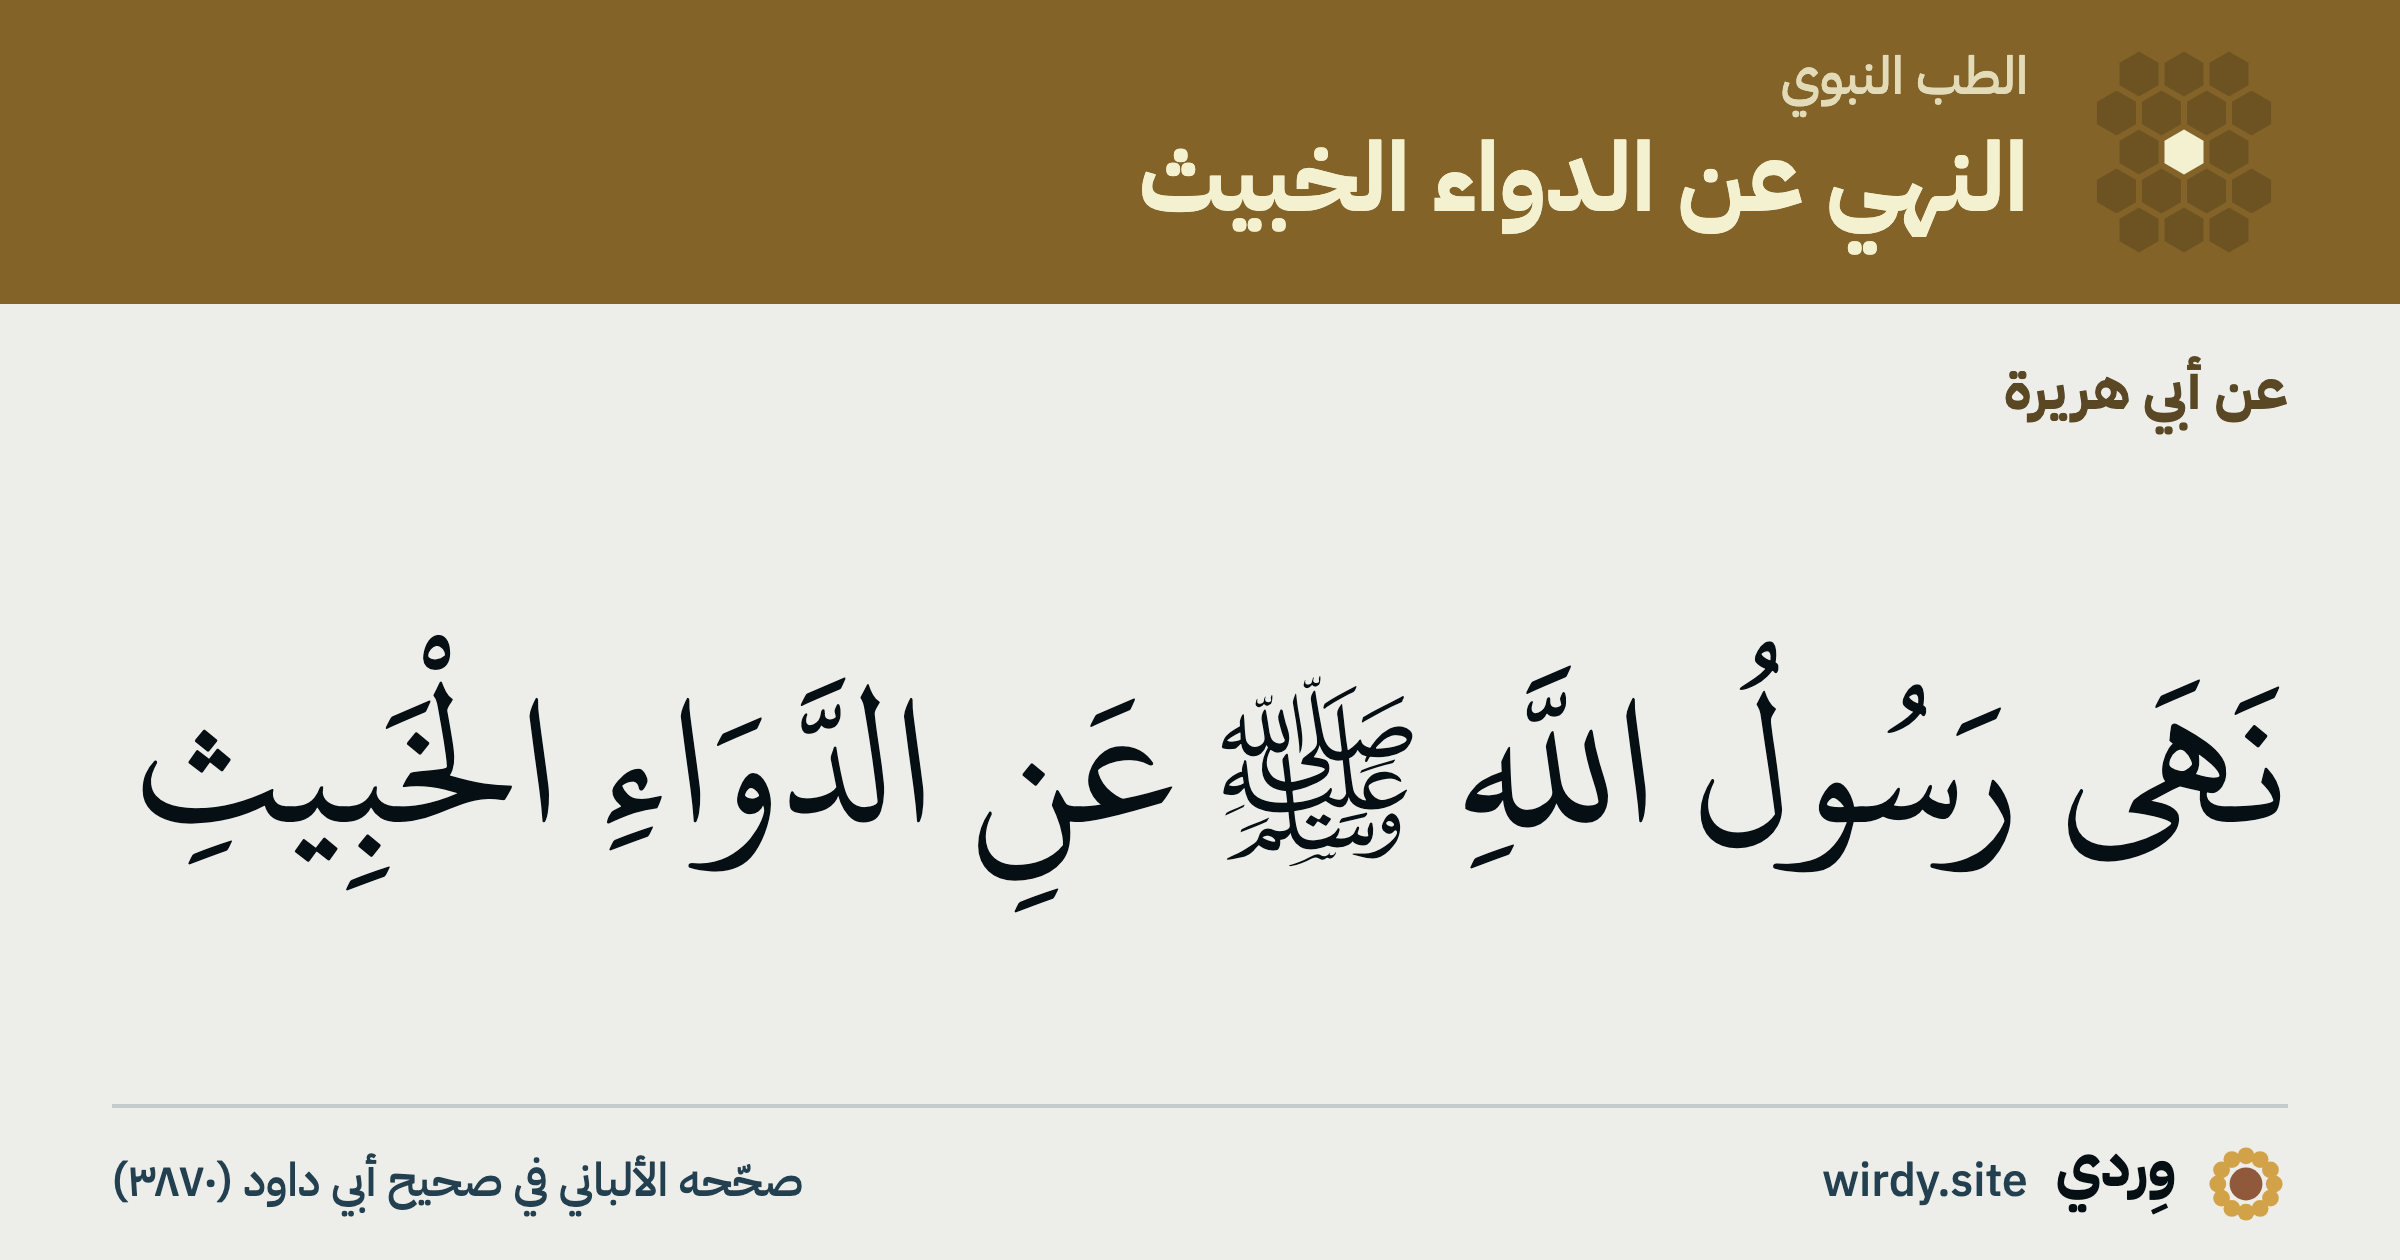 الطب النبوي
النهي عن الدواء الخبيث
عن أبي هريرة
نَهَى رَسُولُ اللَّهِ ﷺ عَنِ الدَّوَاءِ الْخَبِيثِ
وِردي wirdy.site
صحّحه الألباني في صحيح أبي داود (٣٨٧٠)